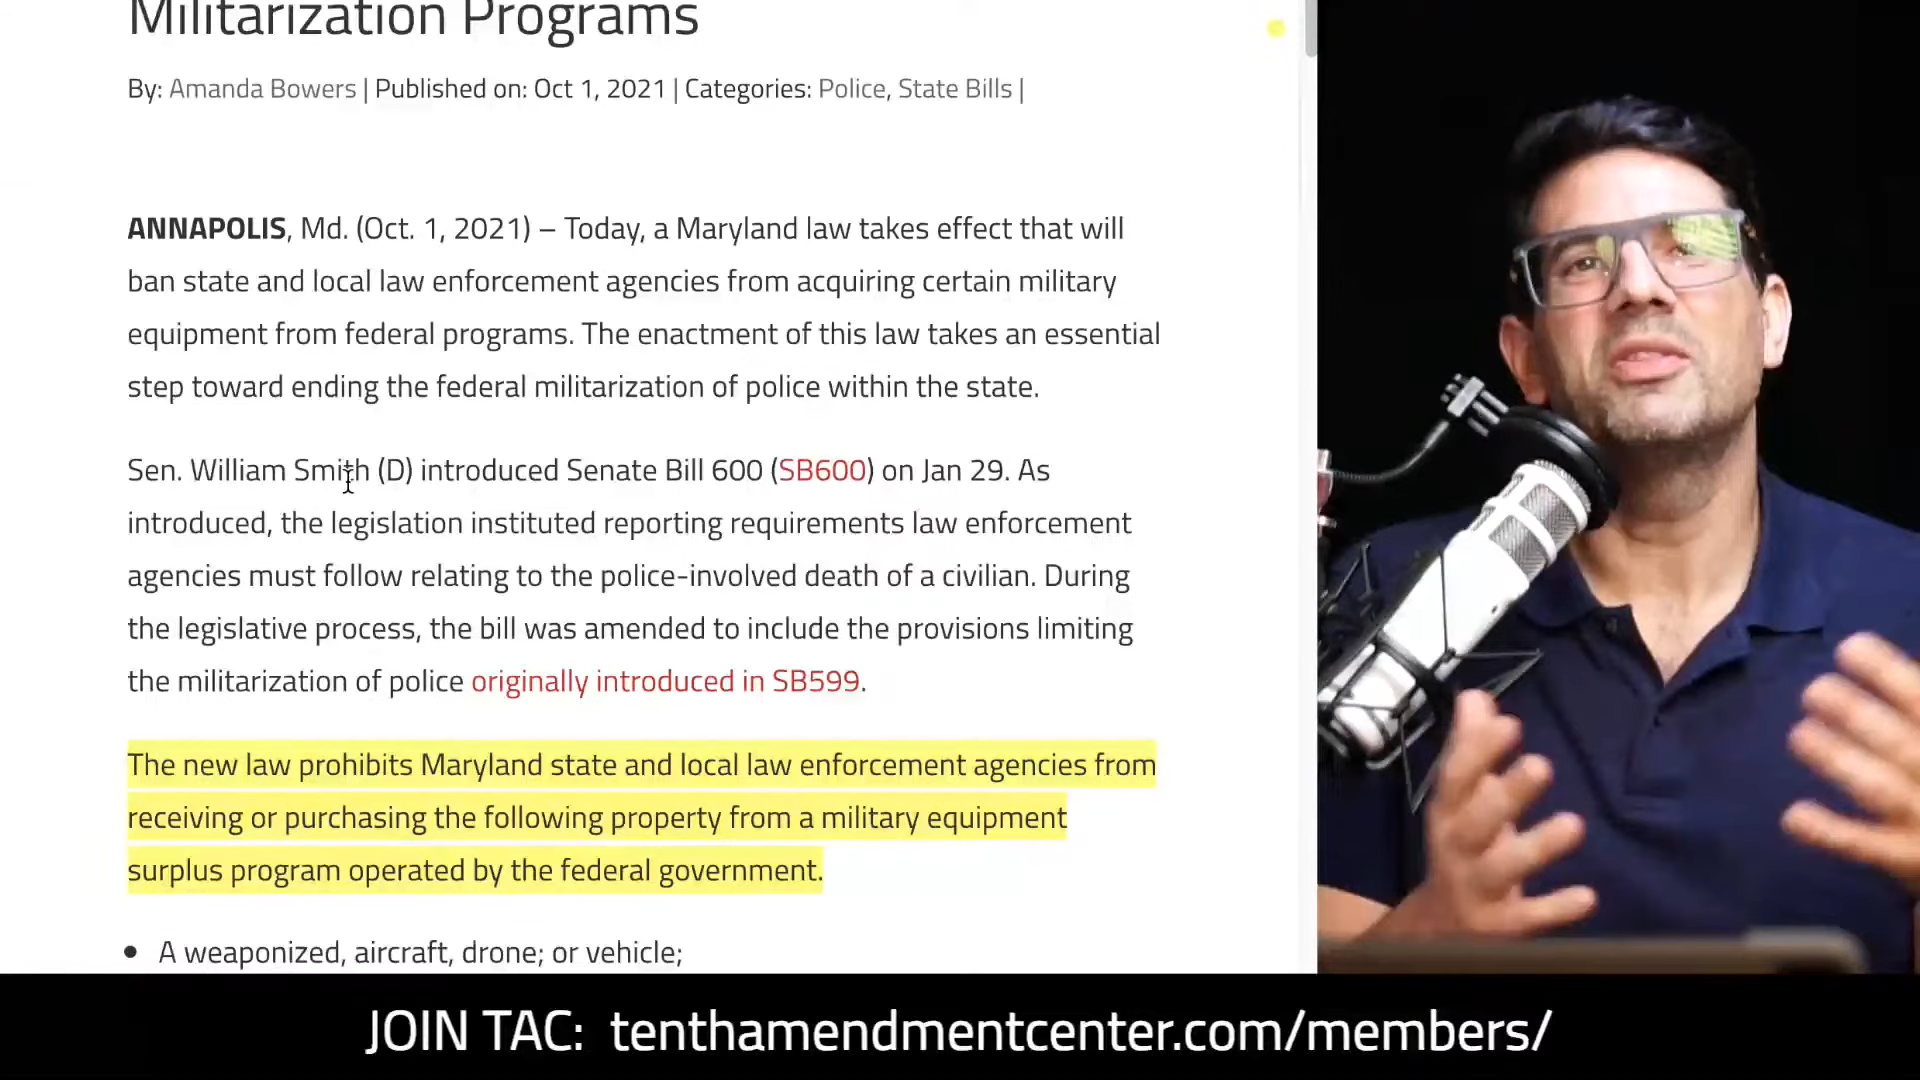 Militarization Programs
By: Amanda Bowers | Published on: Oct 1, 2021 | Categories: Police, State Bills |
ANNAPOLIS, Md. (Oct. 1, 2021) – Today, a Maryland law takes effect that will
ban state and local law enforcement agencies from acquiring certain military
equipment from federal programs. The enactment of this law takes an essential
step toward ending the federal militarization of police within the state.
Sen. William Smith (D) introduced Senate Bill 600 (SB600) on Jan 29. As
introduced, the legislation instituted reporting requirements law enforcement
agencies must follow relating to the police-involved death of a civilian. During
the legislative process, the bill was amended to include the provisions limiting
the militarization of police originally introduced in SB599.
The new law prohibits Maryland state and local law enforcement agencies from
receiving or purchasing the following property from a military equipment
surplus program operated by the federal government.
• A weaponized, aircraft, drone; or vehicle;
JOIN TAC: tenthamendmentcenter.com/members/